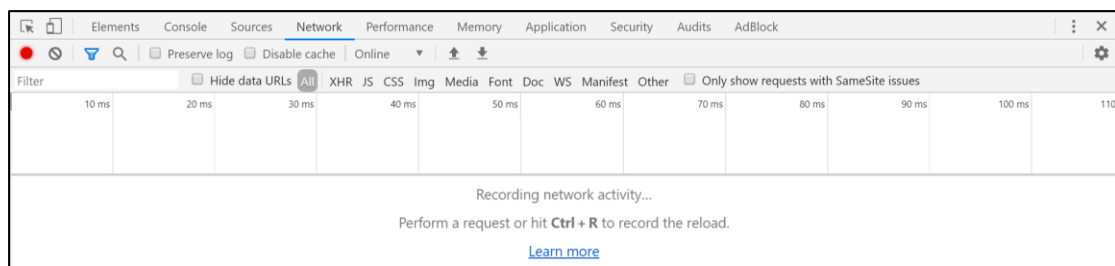 Elements Console Sources Network Performance Memory Application Security Audits AdBlock
Preserve log Disable cache Online
Filter Hide data URLs All XHR JS CSS Img Media Font Doc WS Manifest Other Only show requests with SameSite issues
10 ms 20 ms 30 ms 40 ms 50 ms 60 ms 70 ms 80 ms 90 ms 100 ms 110
Recording network activity...
Perform a request or hit Ctrl + R to record the reload.
Learn more